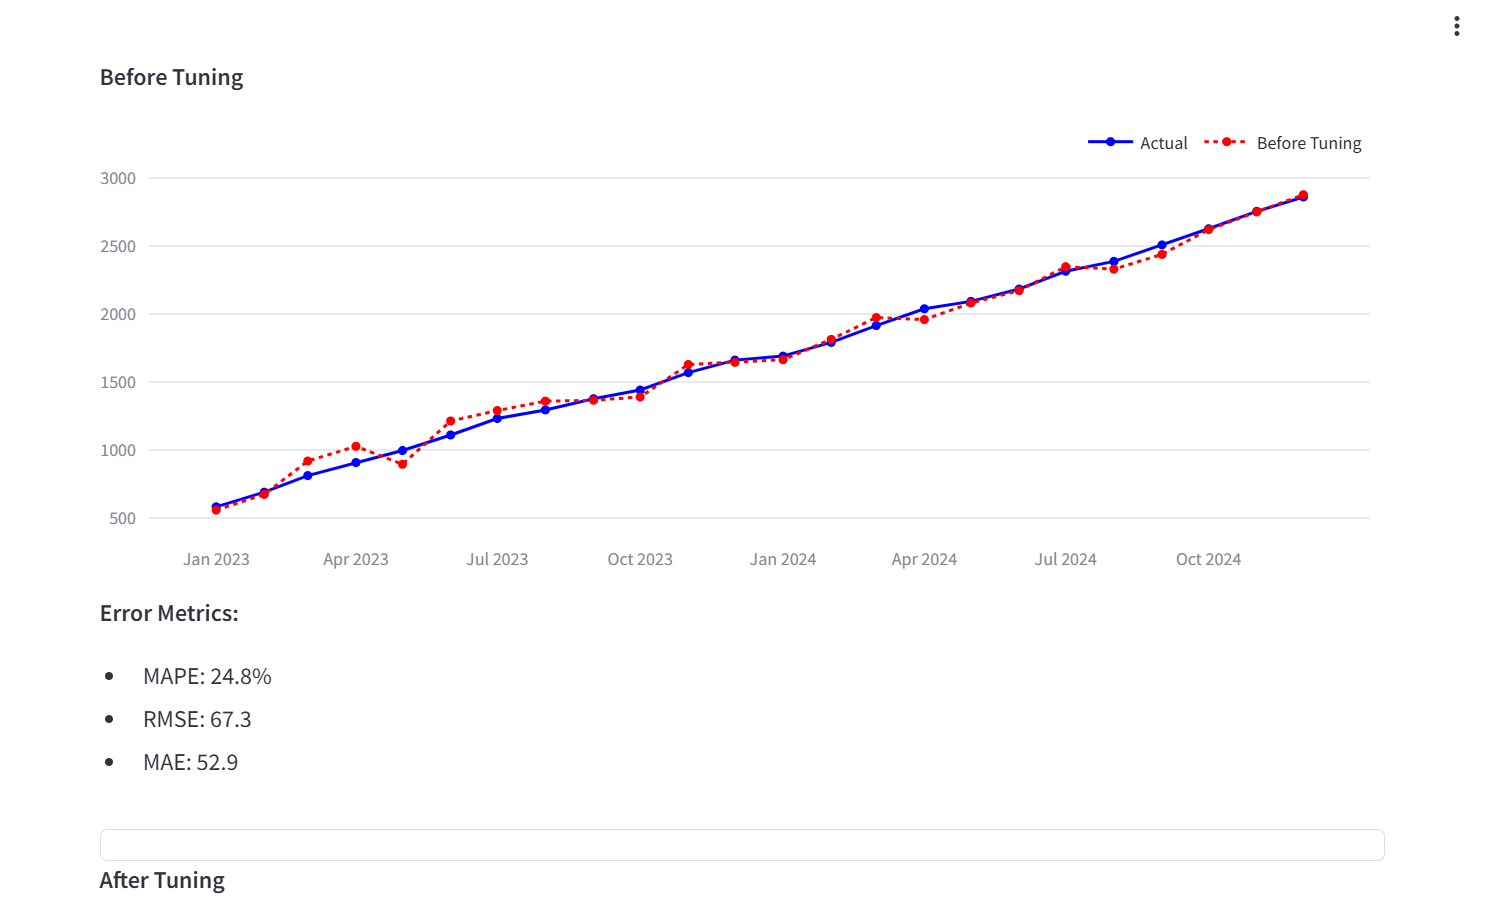 Before Tuning
Actual Before Tuning
3000
2500
2000
1500
1000
500
Jan 2023 Apr 2023 Jul 2023 Oct 2023 Jan 2024 Apr 2024 Jul 2024 Oct 2024
Error Metrics:
• MAPE: 24.8%
• RMSE: 67.3
• MAE: 52.9
After Tuning